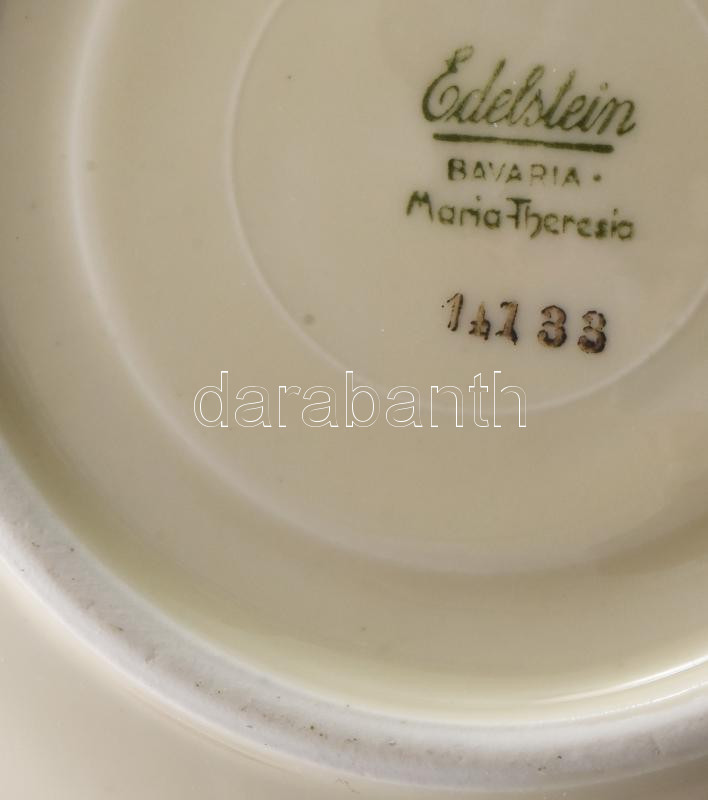 Edelstein
BAVARIA.
Maria-Theresia
14133
darabanth